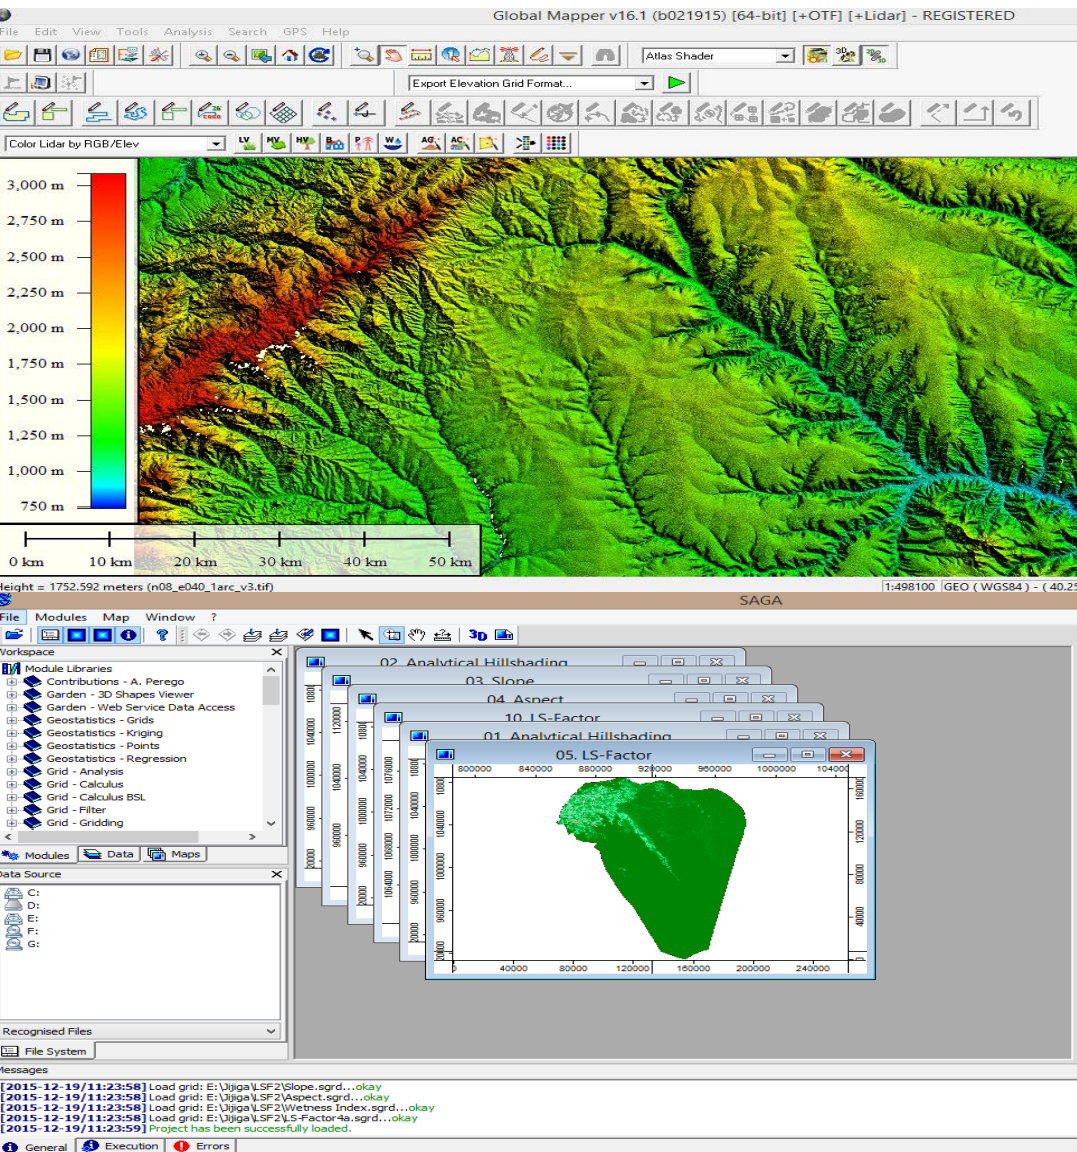 Global Mapper v16.1 (b021915) [64-bit] [+OTF] [+Lidar] - REGISTERED
File Edit View Tools Analysis Search GPS Help
Atlas Shader
3D
Export Elevation Grid Format...
Color Lidar by RGB/Elev
3,000 m
2,750 m
2,500 m
2,250 m
2,000 m
1,750 m
1,500 m
1,250 m
1,000 m
750 m
0 km 10 km 20 km 30 km 40 km 50 km
Height = 1752.592 meters (n08_e040_1arc_v3.tif)
1:498100 GEO ( WGS84 ) - ( 40.25
SAGA
File Modules Map Window ?
3D
Workspace
Module Libraries
Contributions - A. Perego
Garden - 3D Shapes Viewer
Garden - Web Service Data Access
Geostatistics - Grids
Geostatistics - Kriging
Geostatistics - Points
Geostatistics - Regression
Grid - Analysis
Grid - Calculus
Grid - Calculus BSL
Grid - Filter
Grid - Gridding
Modules Data Maps
Data Source
C:
D:
E:
F:
G:
Recognised Files
File System
02. Analytical Hillshading
03. Slope
04. Aspect
10. LS-Factor
01. Analytical Hillshading
05. LS-Factor
800000 840000 880000 920000 960000 1000000 104000
0 40000 80000 120000 160000 200000 240000
Messages
[2015-12-19/11:23:58] Load grid: E:\Jijiga\LSF2\Slope.sgrd...okay
[2015-12-19/11:23:58] Load grid: E:\Jijiga\LSF2\Aspect.sgrd...okay
[2015-12-19/11:23:58] Load grid: E:\Jijiga\LSF2\Wetness Index.sgrd...okay
[2015-12-19/11:23:58] Load grid: E:\Jijiga\LSF2\LS-Factor4a.sgrd...okay
[2015-12-19/11:23:59] Project has been successfully loaded.
General Execution Errors